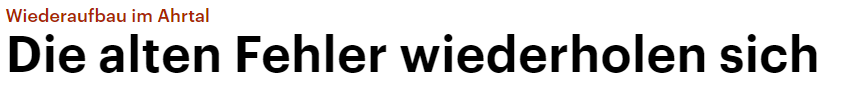 Wiederaufbau im Ahrtal
Die alten Fehler wiederholen sich